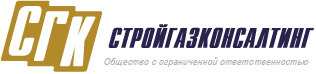 СГК
СТРОЙГАЗКОНСАЛТИНГ
Общество с ограниченной ответственностью